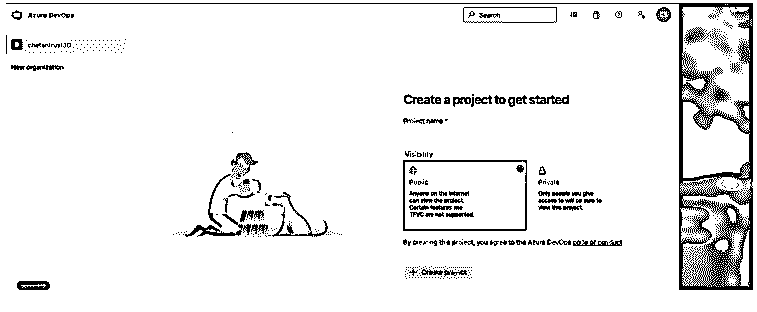 Azure DevOps
Search
New organization
Create a project to get started
Project name *
Visibility
Public
Anyone on the internet
can view the project.
Certain features like
TFVC are not supported.
Private
Only people you give
access to will be able to
view this project.
By creating the project, you agree to the Azure DevOps code of conduct
+ Create project